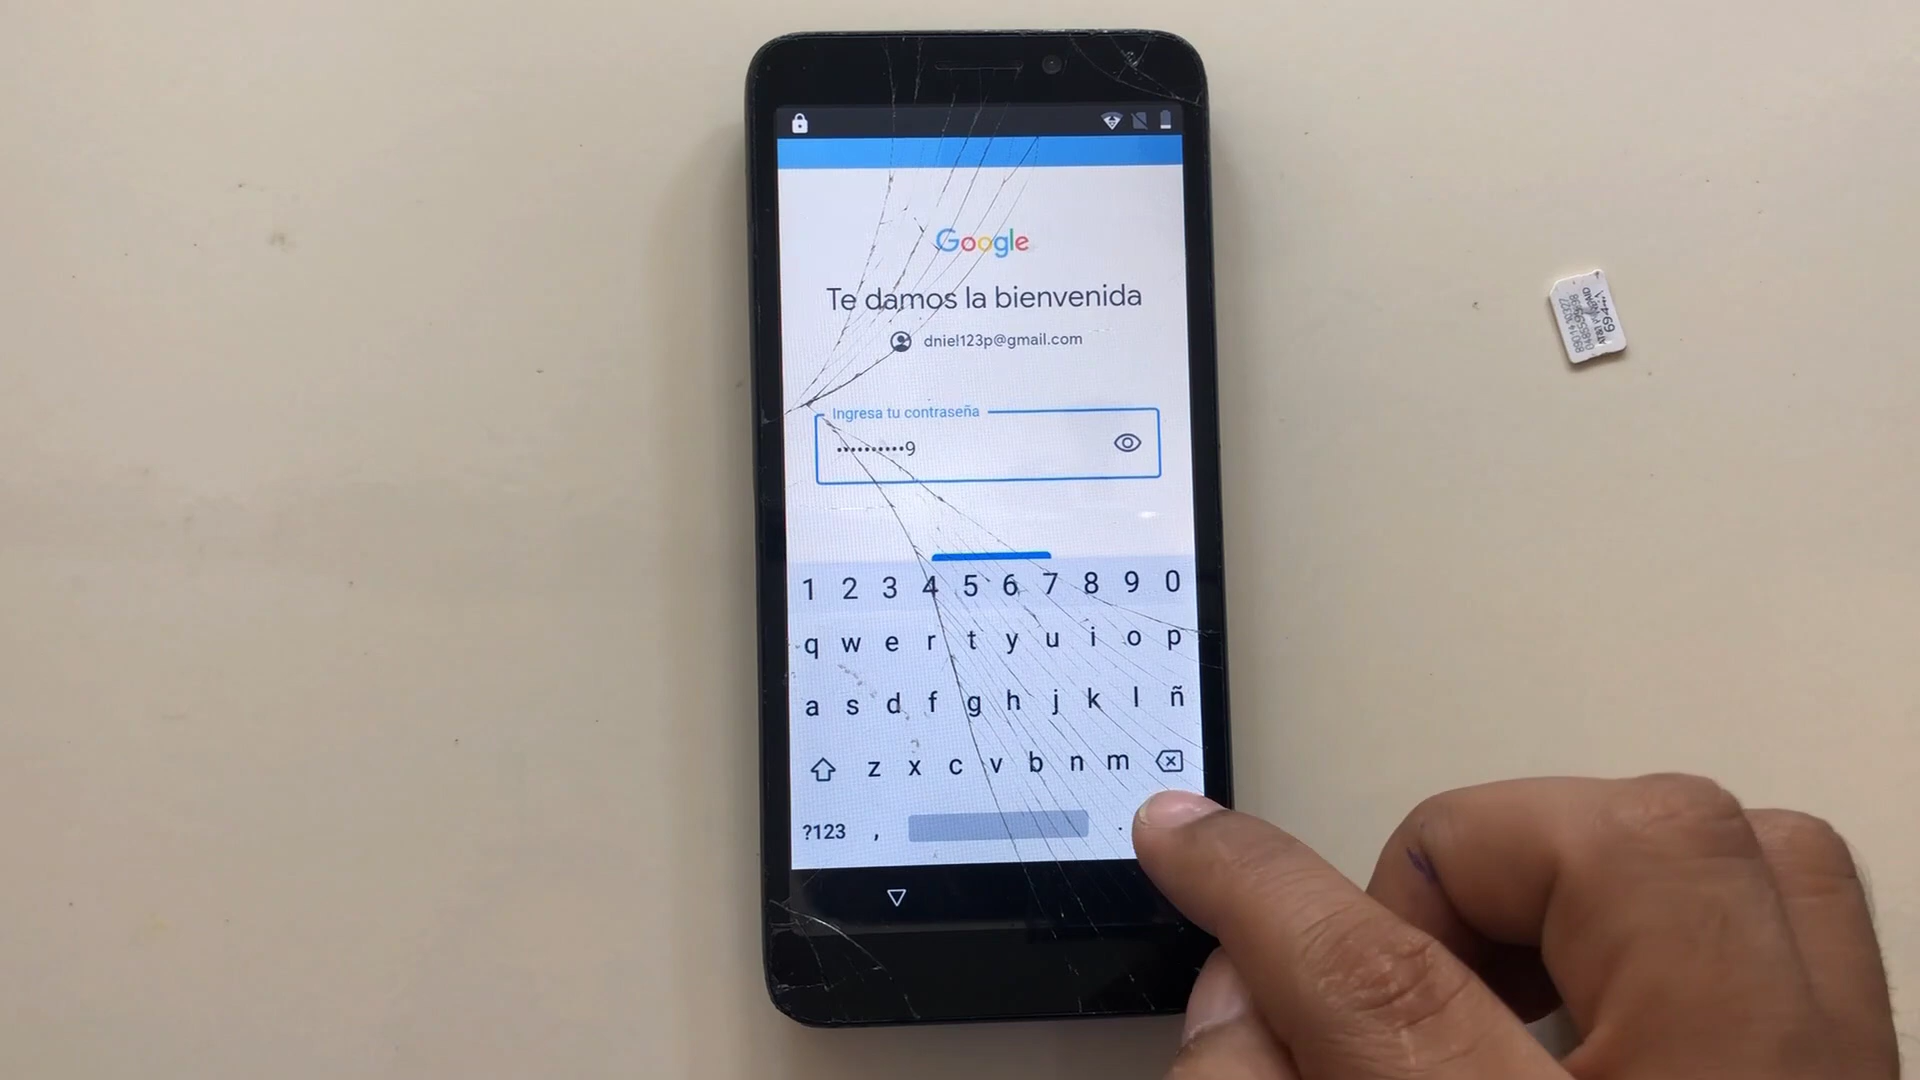 Google
Te damos la bienvenida
dniel123p@gmail.com
Ingresa tu contraseña
••••••••••9
1 2 3 4 5 6 7 8 9 0
q w e r t y u i o p
a s d f g h j k l ñ
z x c v b n m
?123 , .